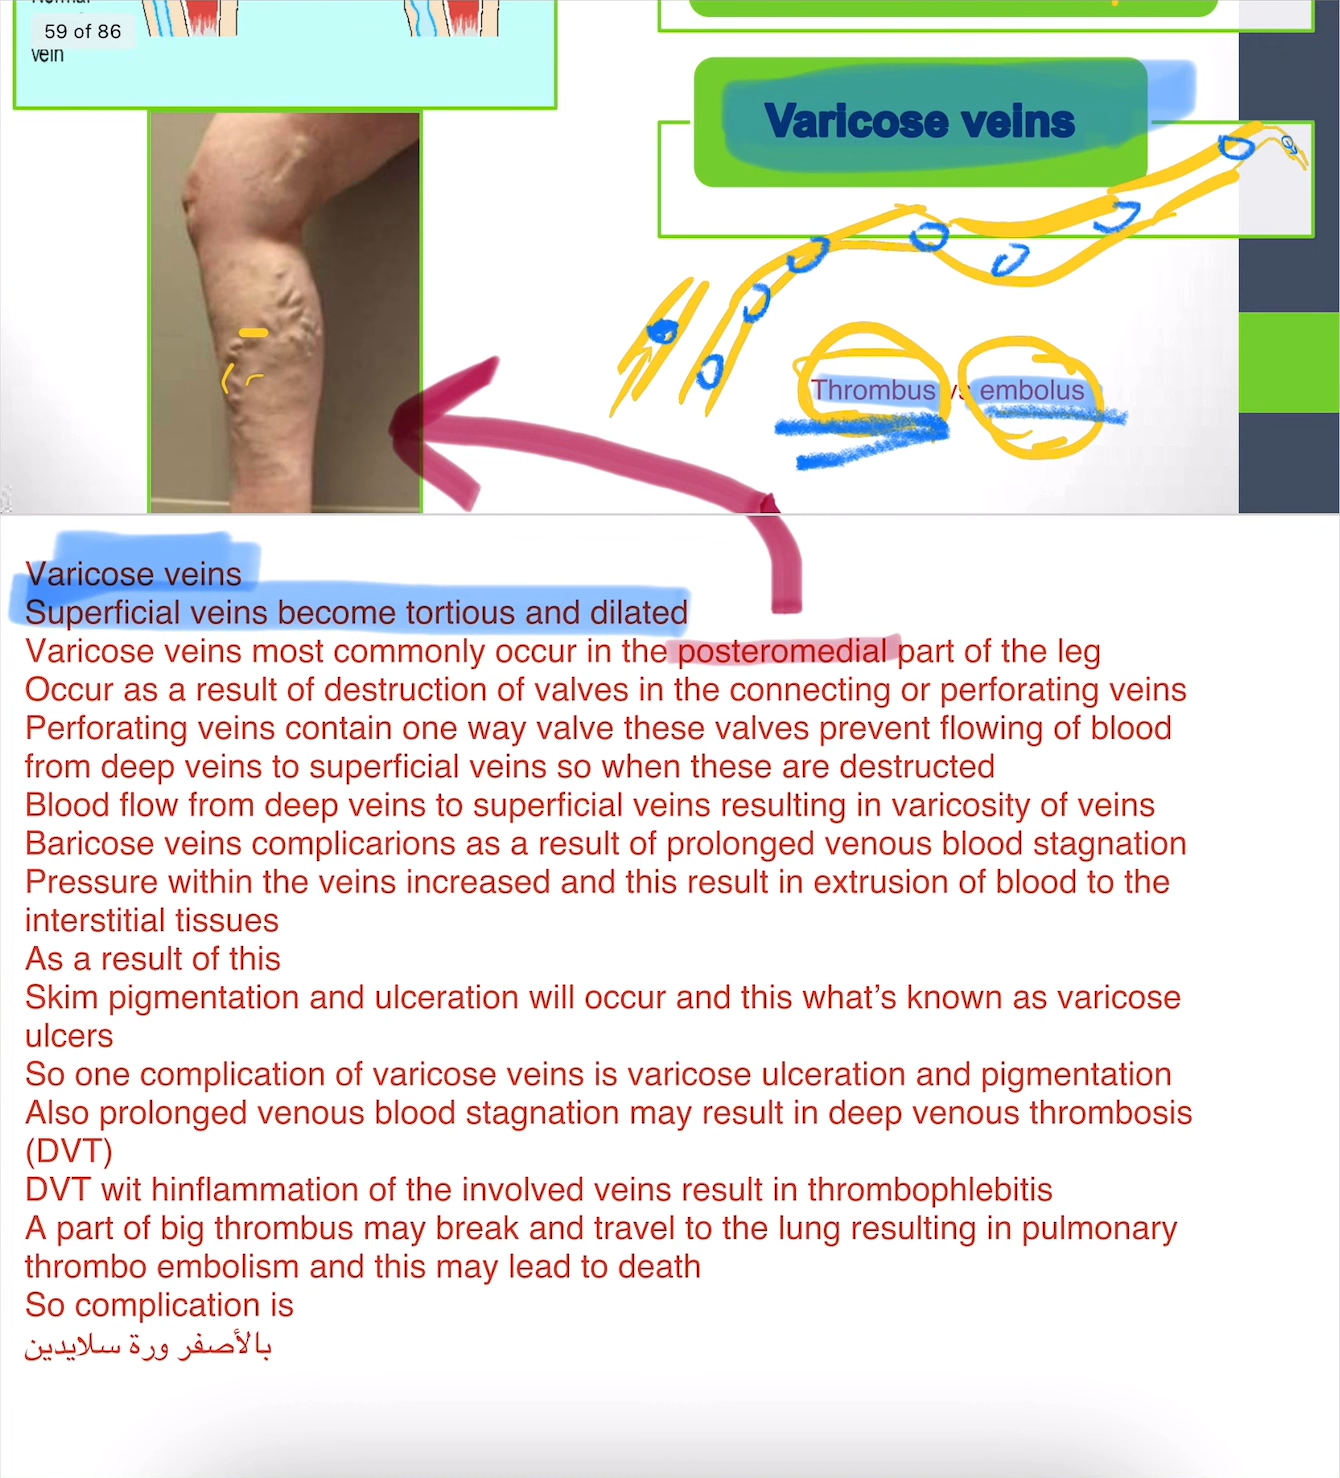 59 of 86
vein
Varicose veins
Thrombus vs embolus
Varicose veins
Superficial veins become tortious and dilated
Varicose veins most commonly occur in the posteromedial part of the leg
Occur as a result of destruction of valves in the connecting or perforating veins
Perforating veins contain one way valve these valves prevent flowing of blood
from deep veins to superficial veins so when these are destructed
Blood flow from deep veins to superficial veins resulting in varicosity of veins
Baricose veins complicarions as a result of prolonged venous blood stagnation
Pressure within the veins increased and this result in extrusion of blood to the
interstitial tissues
As a result of this
Skim pigmentation and ulceration will occur and this what’s known as varicose
ulcers
So one complication of varicose veins is varicose ulceration and pigmentation
Also prolonged venous blood stagnation may result in deep venous thrombosis
(DVT)
DVT wit hinflammation of the involved veins result in thrombophlebitis
A part of big thrombus may break and travel to the lung resulting in pulmonary
thrombo embolism and this may lead to death
So complication is
بالأصفر ورة سلايدين